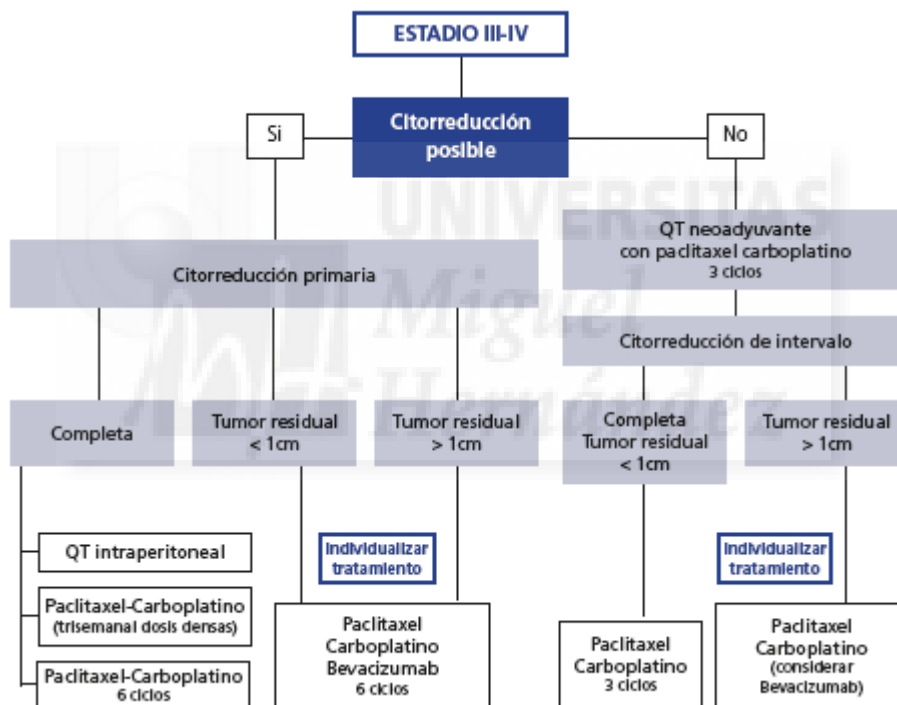 ESTADIO III-IV
Si
Citorreducción
posible
No
UNIVERSITAS
Miguel
Hernández
Citorreducción primaria
QT neoadyuvante
con paclitaxel carboplatino
3 ciclos
Citorreducción de intervalo
Completa
Tumor residual
< 1cm
Tumor residual
> 1cm
Completa
Tumor residual
< 1cm
Tumor residual
> 1cm
QT intraperitoneal
Paclitaxel-Carboplatino
(trisemanal dosis densas)
Paclitaxel-Carboplatino
6 ciclos
Individualizar
tratamiento
Paclitaxel
Carboplatino
Bevacizumab
6 ciclos
Paclitaxel
Carboplatino
3 ciclos
Individualizar
tratamiento
Paclitaxel
Carboplatino
(considerar
Bevacizumab)